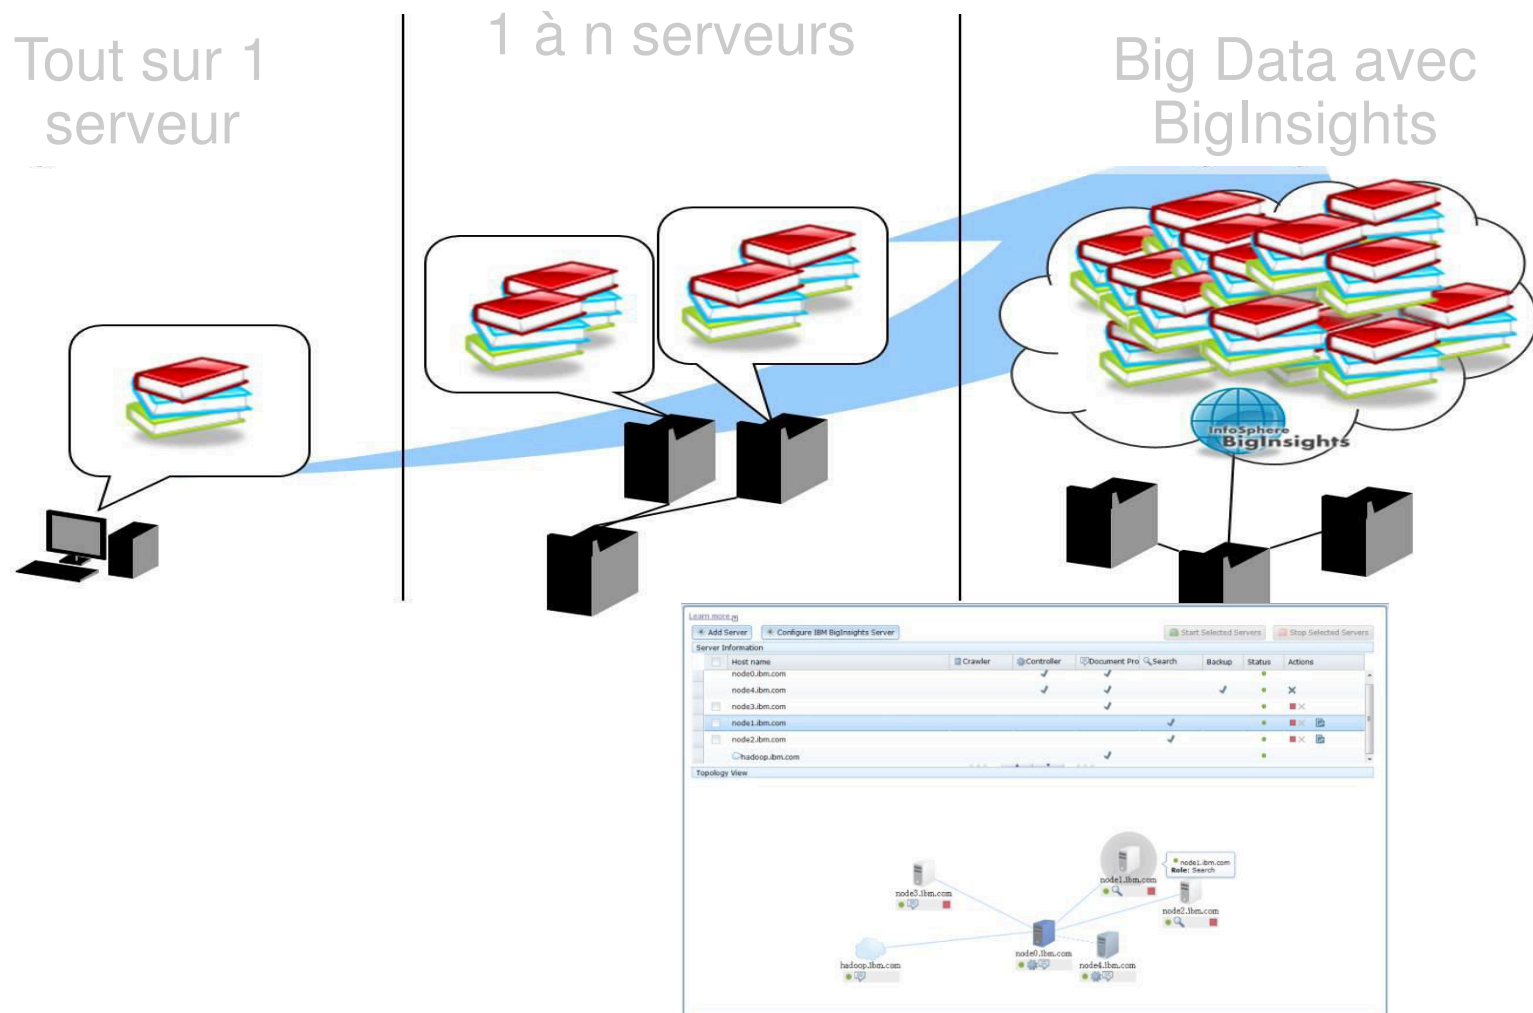 Tout sur 1
serveur
1 à n serveurs
Big Data avec
BigInsights
InfoSphere
BigInsights
Learn more
Add Server
Configure IBM BigInsights Server
Start Selected Servers
Stop Selected Servers
Server Information
Host name Crawler Controller Document Pro Search Backup Status Actions
node0.ibm.com
node4.ibm.com
node3.ibm.com
node1.ibm.com
node2.ibm.com
hadoop.ibm.com
Topology View
node1.ibm.com
Role: Search
node1.ibm.com
node3.ibm.com
node2.ibm.com
node0.ibm.com
hadoop.ibm.com
node4.ibm.com